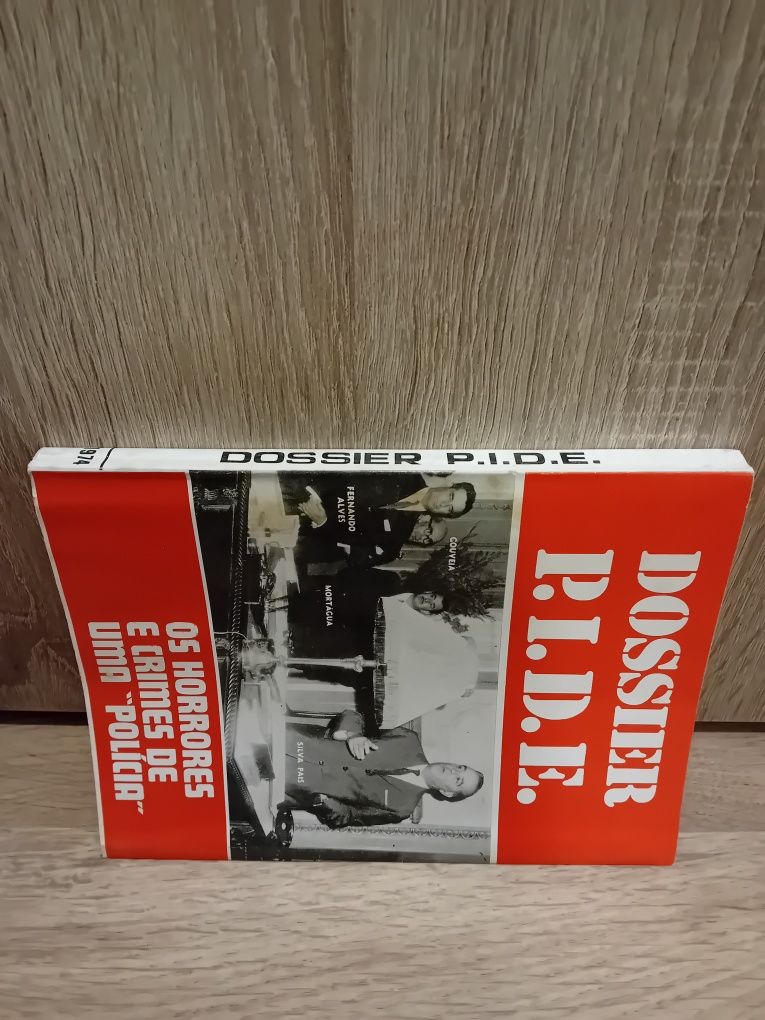 DOSSIER P.I.D.E.
974
DOSSIER
P.I.D.E.
FERNANDO
ALVES
GOUVEIA
MORTÁGUA
SILVA PAIS
OS HORRORES
E CRIMES DE
UMA "POLÍCIA"